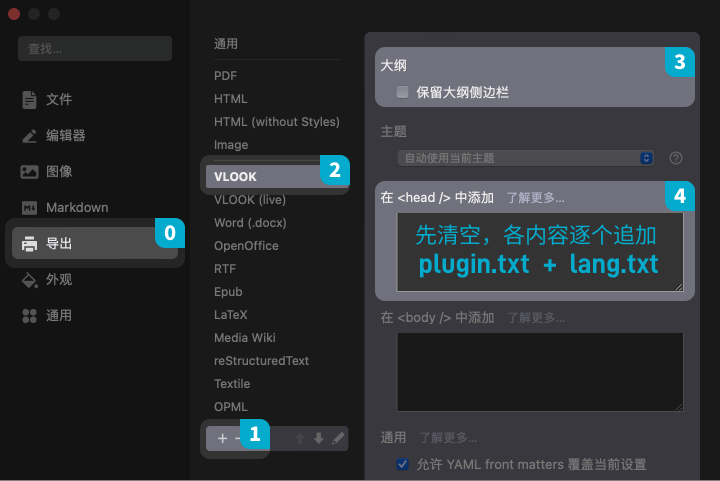 查找...
文件
编辑器
图像
Markdown
导出
0
外观
通用
通用
PDF
HTML
HTML (without Styles)
Image
VLOOK
2
VLOOK (live)
Word (.docx)
OpenOffice
RTF
Epub
LaTeX
Media Wiki
reStructuredText
Textile
OPML
+ −
1
大纲
3
保留大纲侧边栏
主题
自动使用当前主题
?
在 <head /> 中添加 了解更多...
4
先清空，各内容逐个追加
plugin.txt + lang.txt
在 <body /> 中添加 了解更多...
通用 了解更多...
允许 YAML front matters 覆盖当前设置